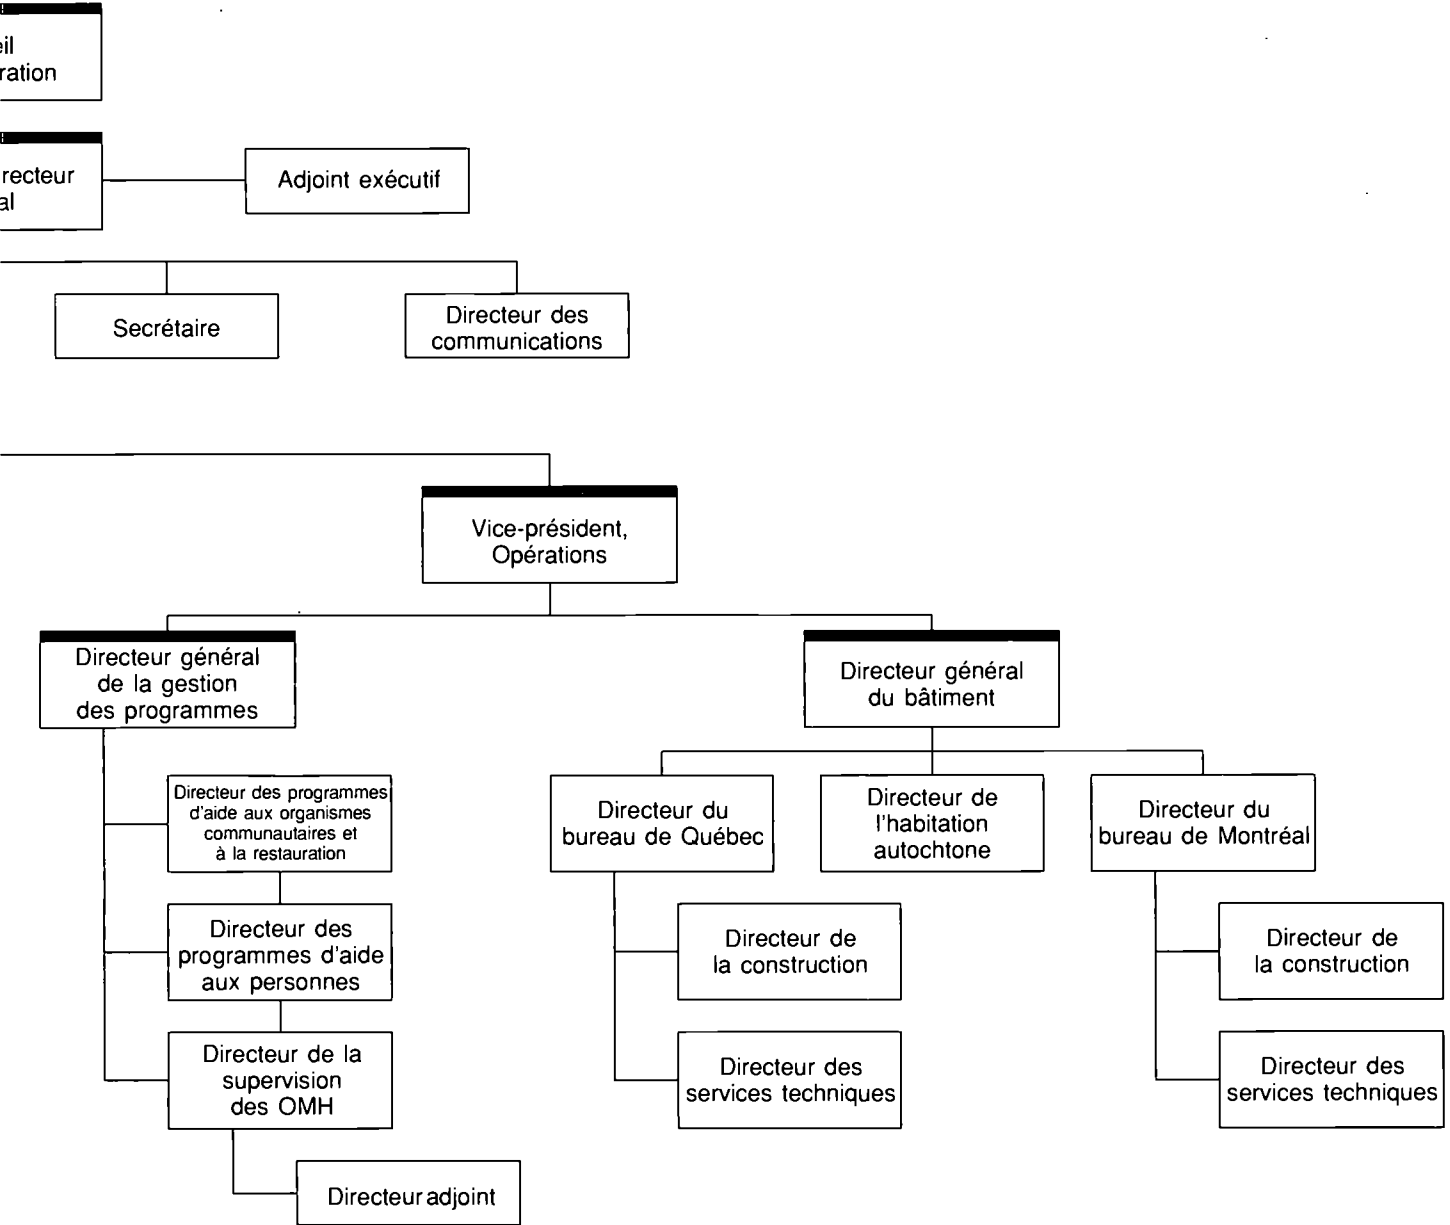 eil
ration
recteur
al
Adjoint exécutif
Secrétaire
Directeur des
communications
Vice-président,
Opérations
Directeur général
de la gestion
des programmes
Directeur général
du bâtiment
Directeur des programmes
d'aide aux organismes
communautaires et
à la restauration
Directeur des
programmes d'aide
aux personnes
Directeur de la
supervision
des OMH
Directeur adjoint
Directeur du
bureau de Québec
Directeur de
la construction
Directeur des
services techniques
Directeur de
l'habitation
autochtone
Directeur du
bureau de Montréal
Directeur de
la construction
Directeur des
services techniques